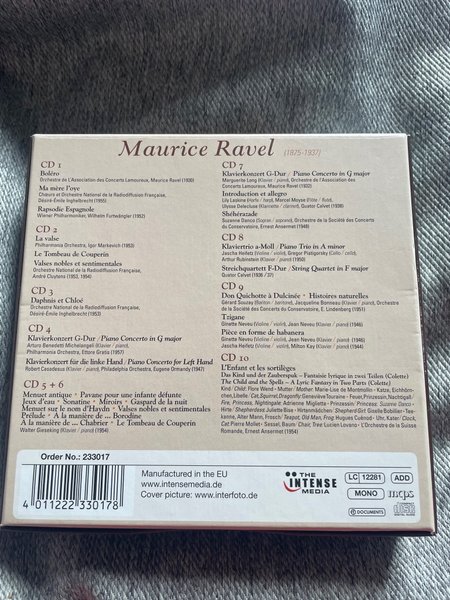 Maurice Ravel (1875-1937)
CD 1
Boléro
Orchestre de L'Association des Concerts Lamoureux, Maurice Ravel (1930)
Ma mère l'oye
Chœurs et Orchestre National de la Radiodiffusion Française,
Désiré-Emile Inghelbrecht (1955)
Rapsodie Espagnole
Wiener Philharmoniker, Wilhelm Furtwängler (1952)
CD 2
La valse
Philharmonia Orchestra, Igor Markevich (1953)
Le Tombeau de Couperin
Valses nobles et sentimentales
Orchestre National de la Radiodiffusion Française,
André Cluytens (1953, 1954)
CD 3
Daphnis et Chloé
Orchestre National de la Radiodiffusion Française,
Désiré-Emile Inghelbrecht (1953)
CD 4
Klavierkonzert G-Dur / Piano Concerto in G major
Arturo Benedetti Michelangeli (Klavier / piano),
Philharmonia Orchestra, Ettore Gratis (1957)
Klavierkonzert für die linke Hand / Piano Concerto for Left Hand
Robert Casadesus (Klavier / piano), Philadelphia Orchestra, Eugene Ormandy (1947)
CD 5 + 6
Menuet antique • Pavane pour une infante défunte
Jeux d'eau • Sonatine • Miroirs • Gaspard de la nuit
Menuet sur le nom d'Haydn • Valses nobles et sentimentales
Prélude • À la manière de ... Borodine
À la manière de ... Chabrier • Le Tombeau de Couperin
Walter Gieseking (Klavier / piano) (1954)
CD 7
Klavierkonzert G-Dur / Piano Concerto in G major
Marguerite Long (Klavier / piano), Orchestre de l'Association des
Concerts Lamoureux, Maurice Ravel (1932)
Introduction et allegro
Lily Laskine (Harfe / harp), Marcel Moyse (Flöte / flute),
Ulysse Delecluse (Klarinette / clarinet), Quator Calvet (1938)
Shéhérazade
Suzanne Danco (Sopran / soprano), Orchestre de la Société des Concerts
du Conservatoire, Ernest Ansermet (1948)
CD 8
Klaviertrio a-Moll / Piano Trio in A minor
Jascha Heifetz (Violine / violin), Gregor Piatigorsky (Cello / cello),
Arthur Rubinstein (Klavier / piano) (1950)
Streichquartett F-Dur / String Quartet in F major
Quator Calvet (1936 / 37)
CD 9
Don Quichotte à Dulcinée • Histoires naturelles
Gérard Souzay (Bariton / baritone), Jacqueline Bonneau (Klavier / piano),
Orchestre de la Société des Concerts du Conservatoire, E. Lindenberg (1951)
Tzigane
Ginette Neveu (Violine / violin), Jean Neveu (Klavier / piano) (1946)
Pièce en forme de habanera
Ginette Neveu (Violine / violin), Jean Neveu (Klavier / piano) (1946)
Jascha Heifetz (Violine / violin), Milton Kay (Klavier / piano) (1944)
CD 10
L'Enfant et les sortilèges
Das Kind und der Zauberspuk – Fantaisie lyrique in zwei Teilen (Colette)
The Child and the Spells – A Lyric Fantasy in Two Parts (Colette)
Orchestre de la Suisse
Romande, Ernest Ansermet (1954)
Order No.: 233017
4 011222 330178
Manufactured in the EU
www.intensemedia.de
Cover picture: www.interfoto.de
THE INTENSE MEDIA
LC 12281
ADD
MONO
mcps
DOCUMENTS